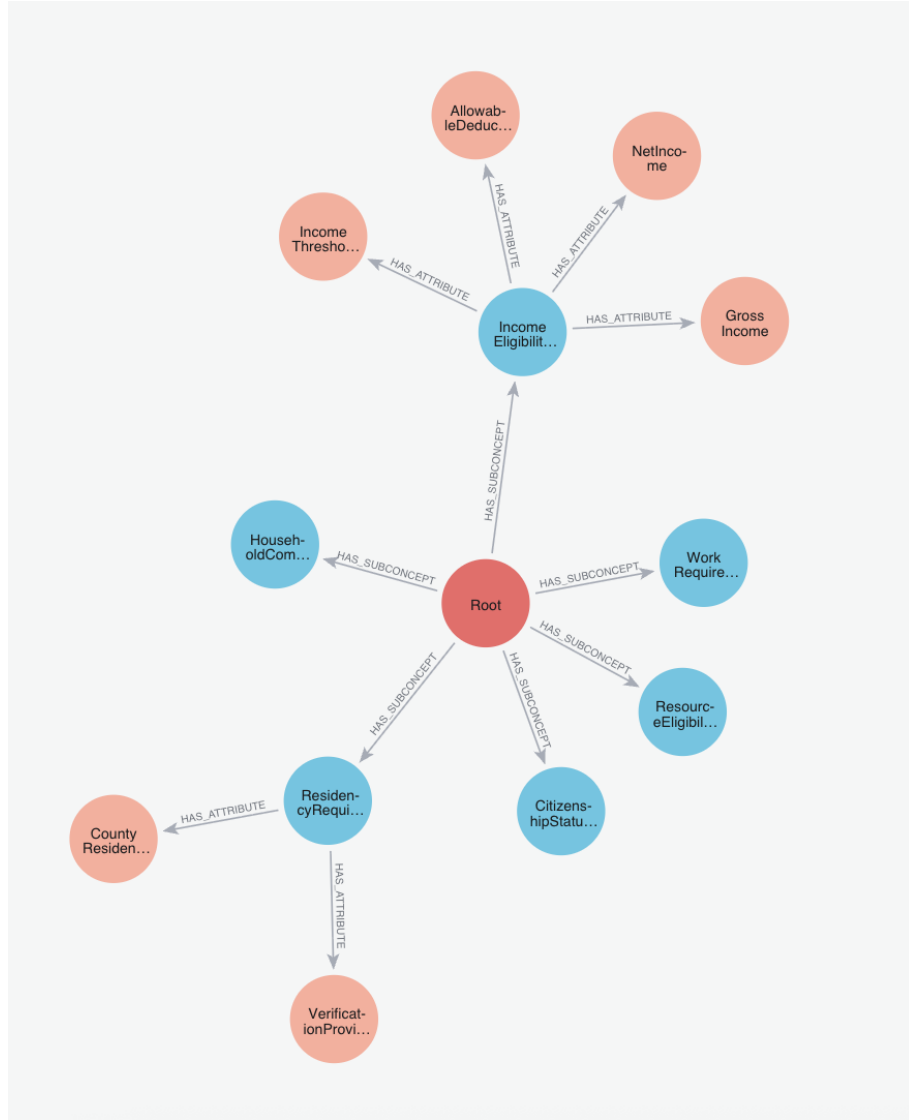 Allowab-
leDeduc...
NetInco-
me
HAS_ATTRIBUTE
HAS_ATTRIBUTE
Income
Thresho...
HAS_ATTRIBUTE
Income
Eligibilit...
HAS_ATTRIBUTE
Gross
Income
HAS_SUBCONCEPT
Househ-
oldCom...
HAS_SUBCONCEPT
Root
HAS_SUBCONCEPT
Work
Require...
HAS_SUBCONCEPT
Resourc-
eEligibil...
HAS_SUBCONCEPT
HAS_SUBCONCEPT
Citizens-
hipStatu...
Residen-
cyRequi...
HAS_ATTRIBUTE
County
Residen...
HAS_ATTRIBUTE
Verificat-
ionProvi...